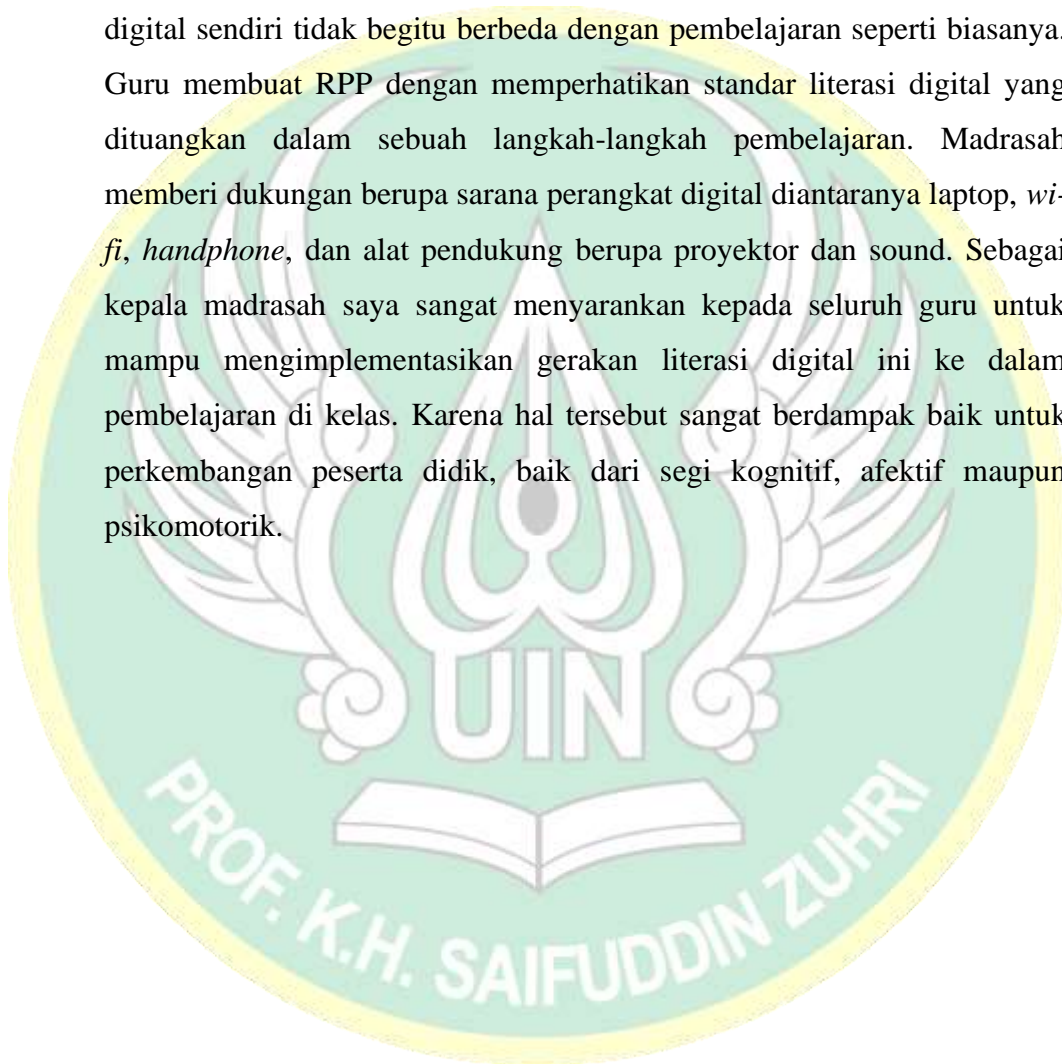 digital sendiri tidak begitu berbeda dengan pembelajaran seperti biasanya.
Guru membuat RPP dengan memperhatikan standar literasi digital yang
dituangkan dalam sebuah langkah-langkah pembelajaran. Madrasah
memberi dukungan berupa sarana perangkat digital diantaranya laptop, wi-
fi, handphone, dan alat pendukung berupa proyektor dan sound. Sebagai
kepala madrasah saya sangat menyarankan kepada seluruh guru untuk
mampu mengimplementasikan gerakan literasi digital ini ke dalam
pembelajaran di kelas. Karena hal tersebut sangat berdampak baik untuk
perkembangan peserta didik, baik dari segi kognitif, afektif maupun
psikomotorik.
UIN
PROF. K.H. SAIFUDDIN ZUHRI